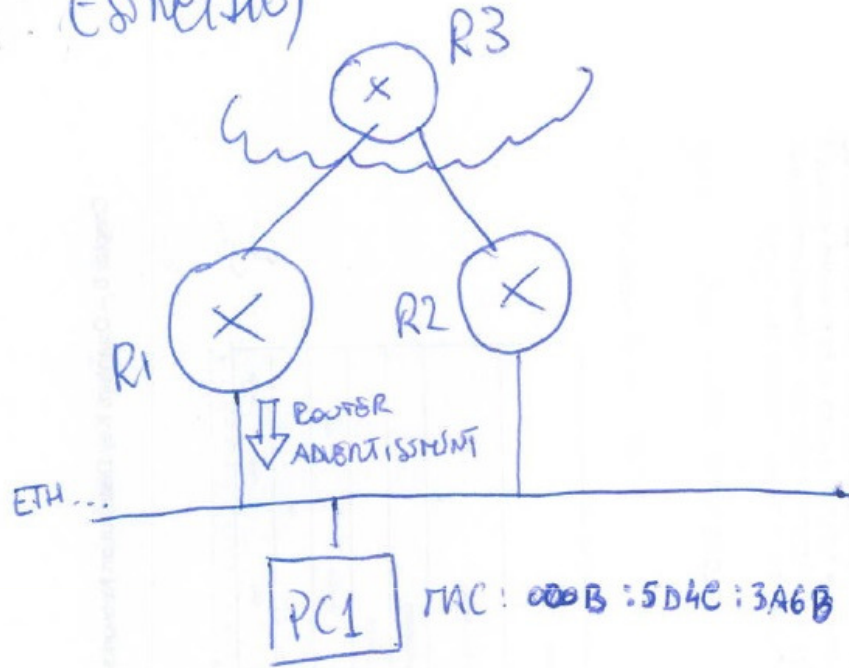 R3
R2
R1
ROUTER
ADVERTISSMENT
ETH...
PC1 MAC: 000B:5D4C:3A6B